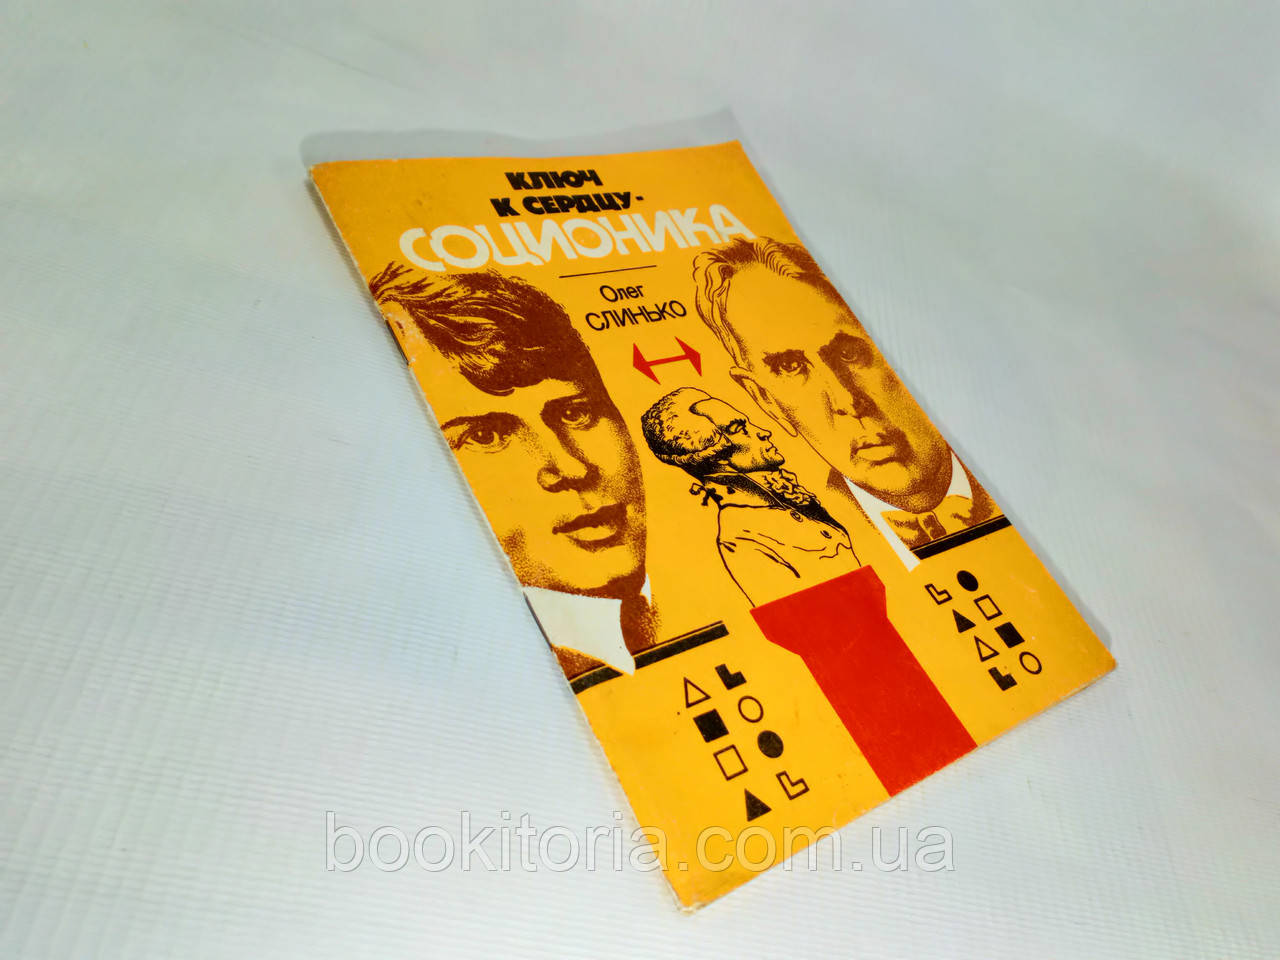 КЛЮЧ
К СЕРДЦУ-
СОЦИОНИКА
Олег
СЛИНЬКО
bookitoria.com.ua